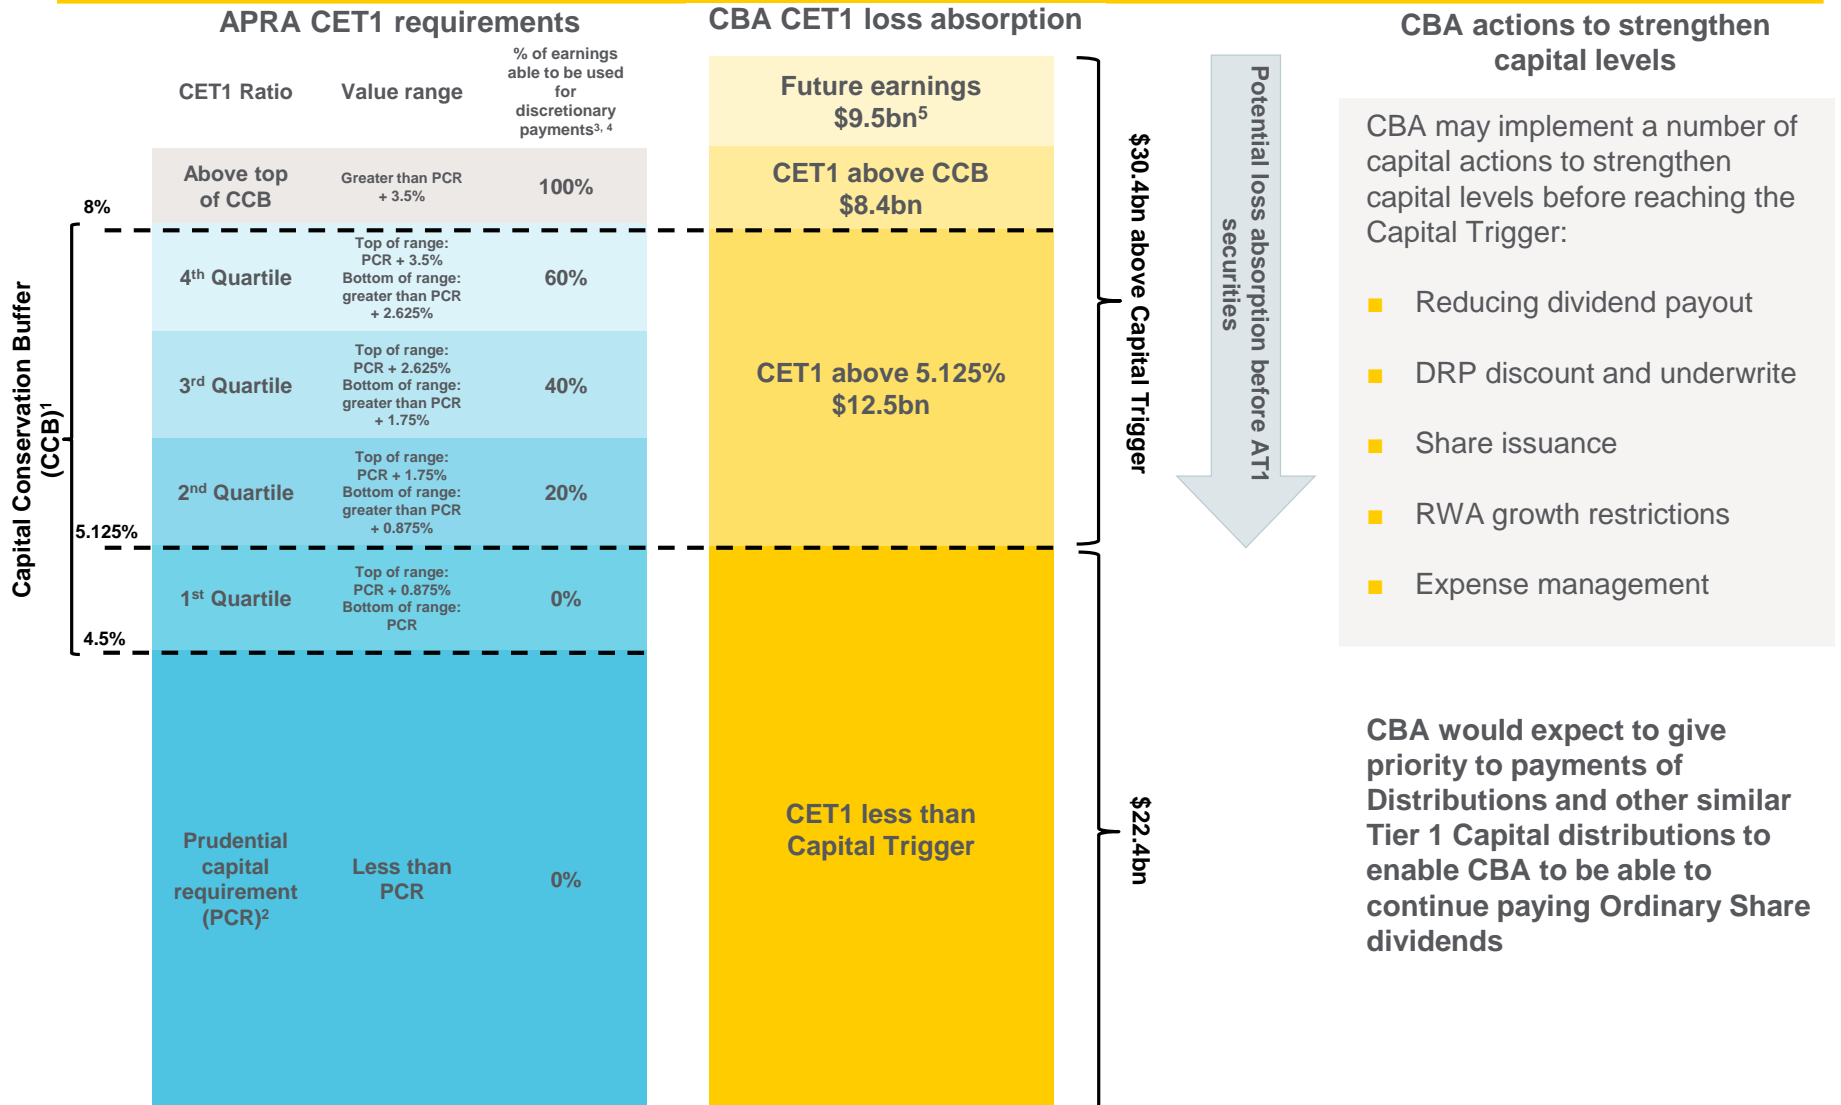 APRA CET1 requirements
CET1 Ratio
Value range
% of earnings
able to be used
for
discretionary
payments3, 4
Above top
of CCB
Greater than PCR
+ 3.5%
100%
8%
4th Quartile
Top of range:
PCR + 3.5%
Bottom of range:
greater than PCR
+ 2.625%
60%
3rd Quartile
Top of range:
PCR + 2.625%
Bottom of range:
greater than PCR
+ 1.75%
40%
2nd Quartile
Top of range:
PCR + 1.75%
Bottom of range:
greater than PCR
+ 0.875%
20%
5.125%
1st Quartile
Top of range:
PCR + 0.875%
Bottom of range:
PCR
0%
4.5%
Capital Conservation Buffer
(CCB)1
Prudential
capital
requirement
(PCR)2
Less than
PCR
0%
CBA CET1 loss absorption
Future earnings
$9.5bn5
CET1 above CCB
$8.4bn
CET1 above 5.125%
$12.5bn
CET1 less than
Capital Trigger
$30.4bn above Capital Trigger
$22.4bn
Potential loss absorption before AT1
securities
CBA actions to strengthen
capital levels
CBA may implement a number of
capital actions to strengthen
capital levels before reaching the
Capital Trigger:
■ Reducing dividend payout
■ DRP discount and underwrite
■ Share issuance
■ RWA growth restrictions
■ Expense management
CBA would expect to give
priority to payments of
Distributions and other similar
Tier 1 Capital distributions to
enable CBA to be able to
continue paying Ordinary Share
dividends